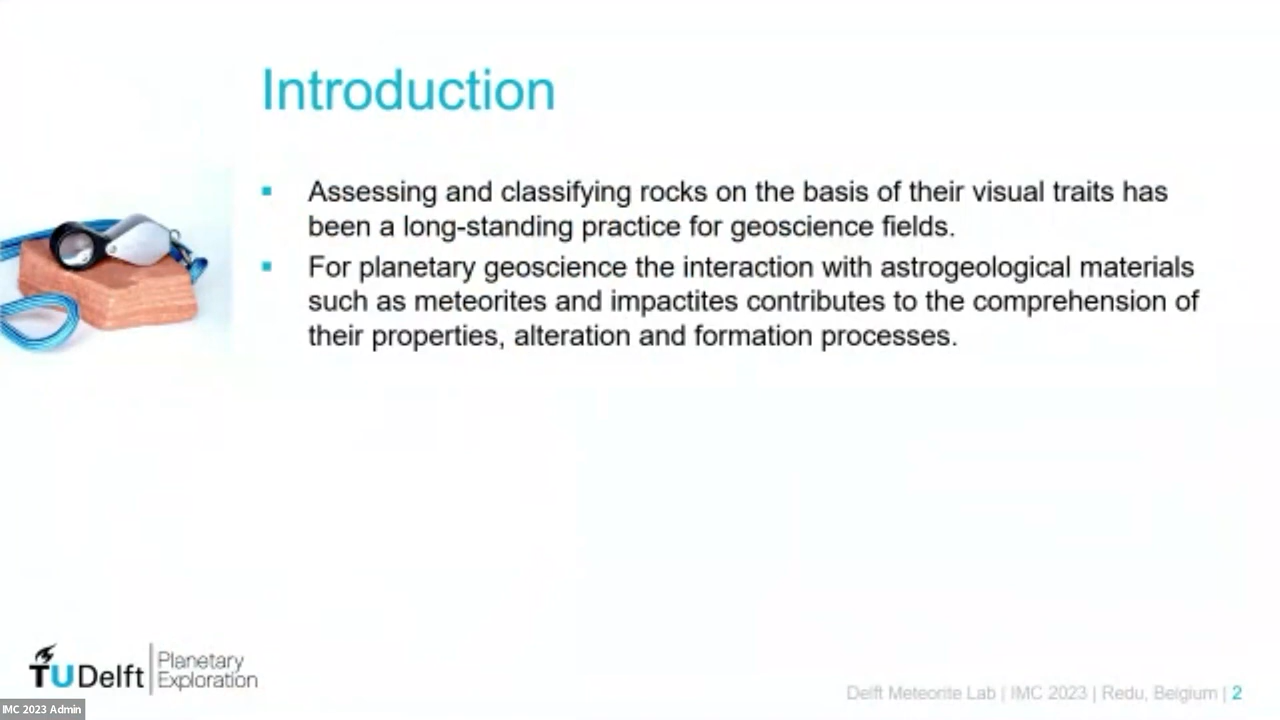 Introduction
Assessing and classifying rocks on the basis of their visual traits has
been a long-standing practice for geoscience fields.
For planetary geoscience the interaction with astrogeological materials
such as meteorites and impactites contributes to the comprehension of
their properties, alteration and formation processes.
TUDelft
Planetary
Exploration
Delft Meteorite Lab | IMC 2023 | Redu, Belgium | 2
IMC 2023 Admin